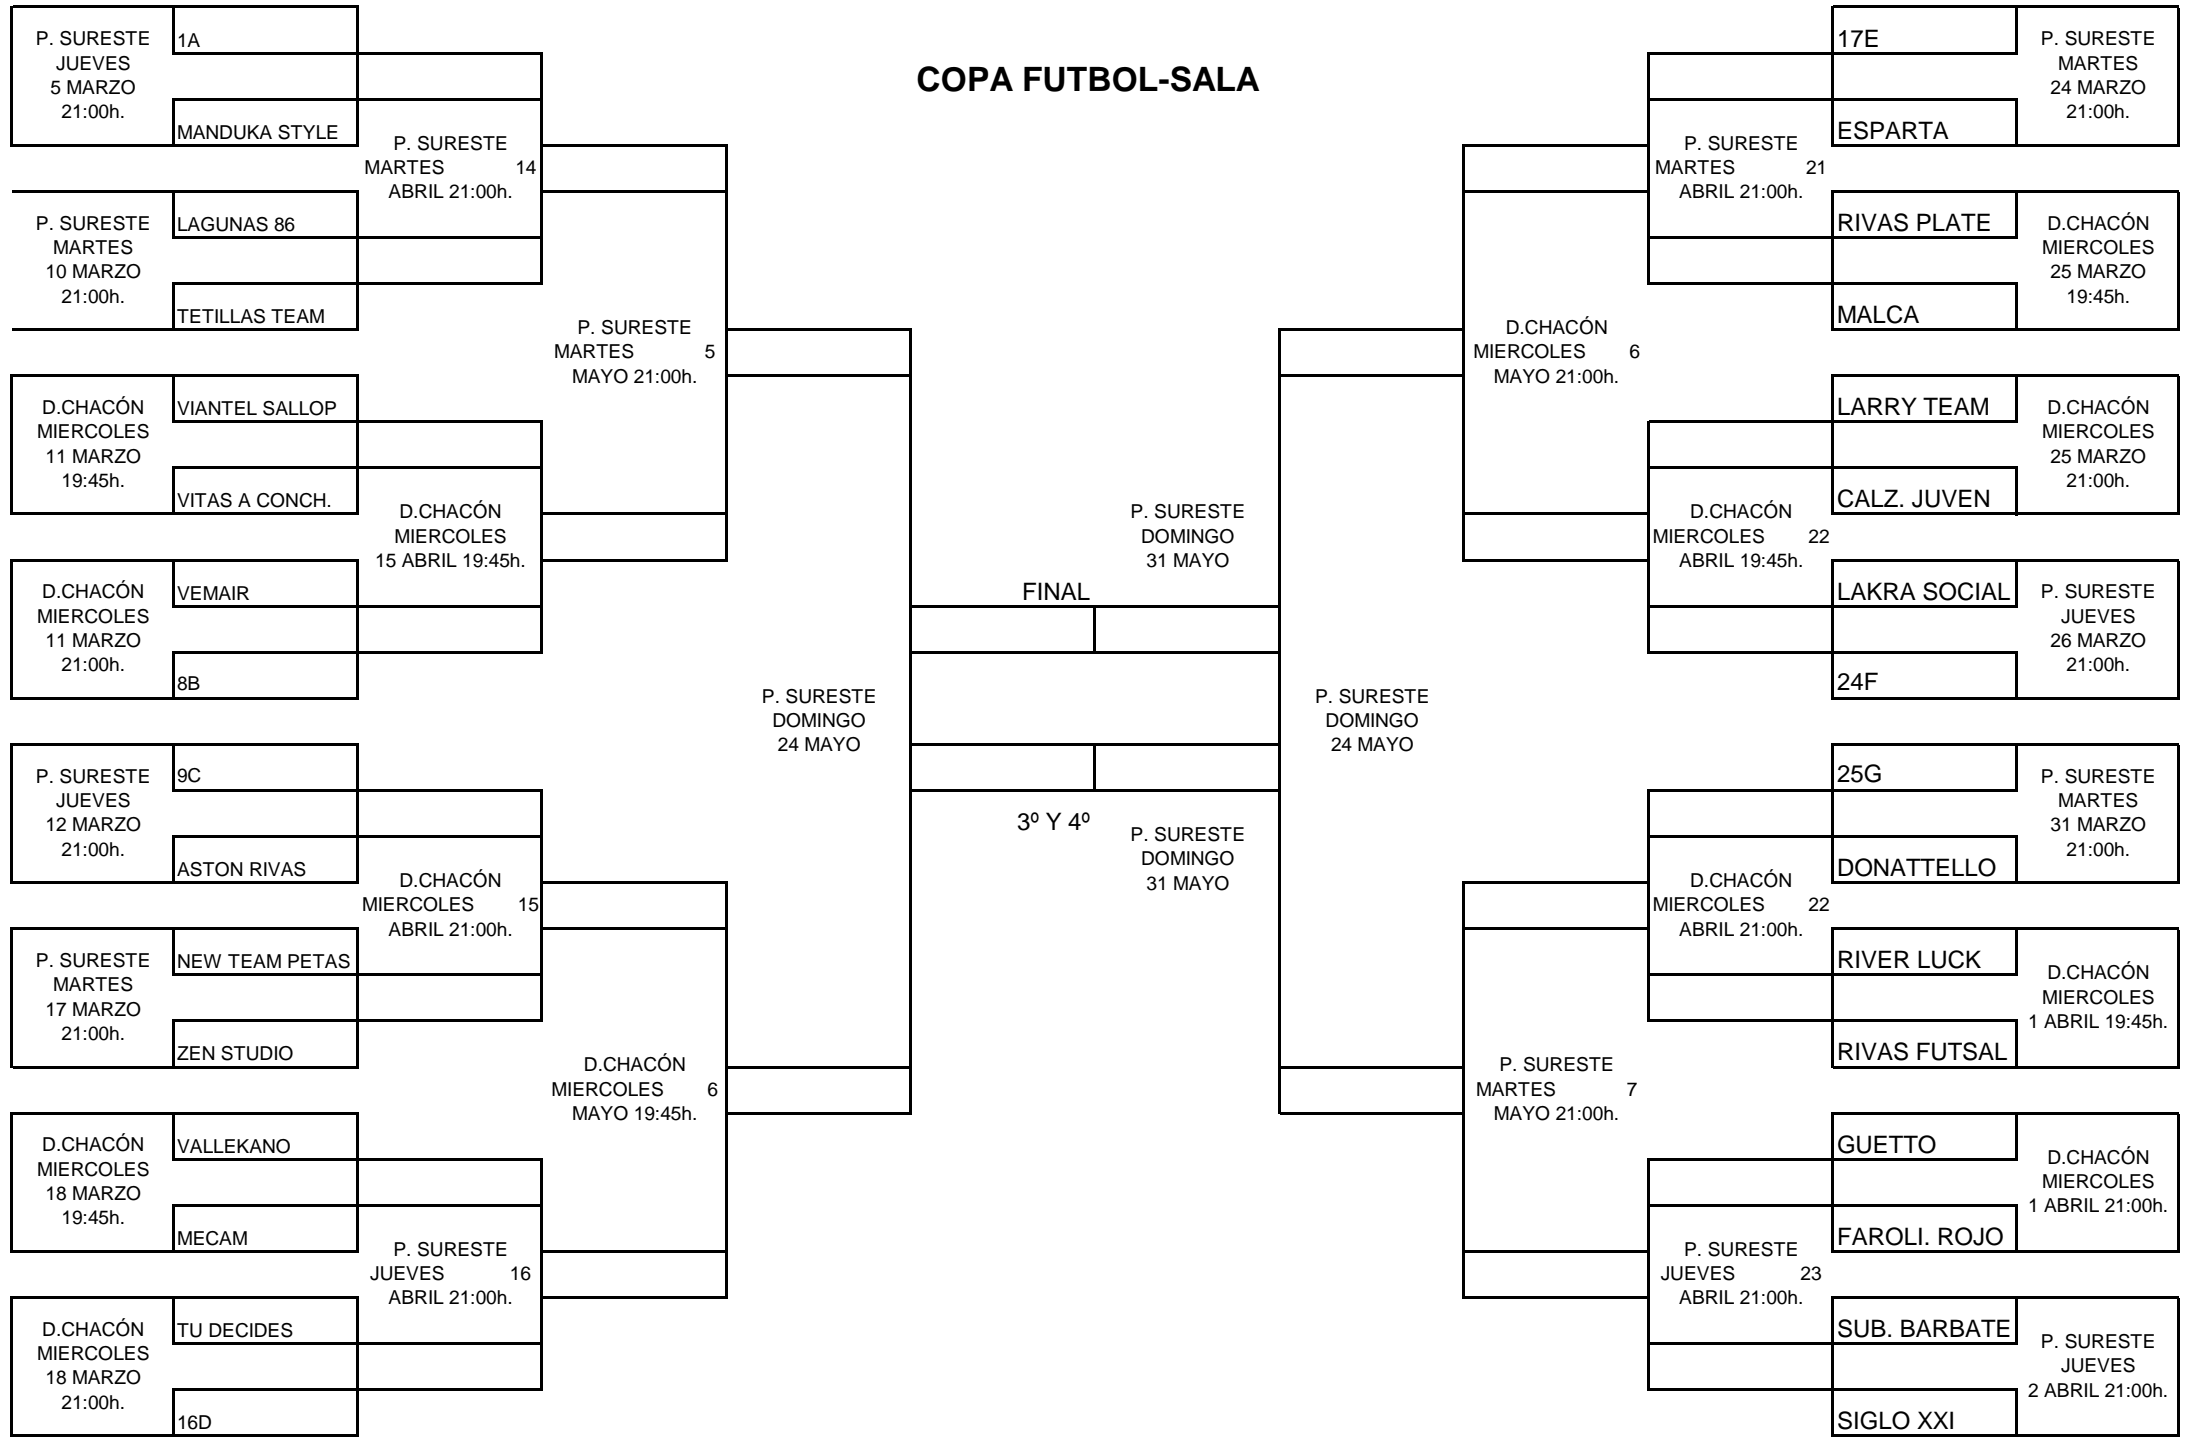 COPA FUTBOL-SALA
P. SURESTE
JUEVES
5 MARZO
21:00h.
1A
MANDUKA STYLE
P. SURESTE
MARTES
10 MARZO
21:00h.
LAGUNAS 86
TETILLAS TEAM
D.CHACÓN
MIERCOLES
11 MARZO
19:45h.
VIANTEL SALLOP
VITAS A CONCH.
D.CHACÓN
MIERCOLES
11 MARZO
21:00h.
VEMAIR
8B
P. SURESTE
JUEVES
12 MARZO
21:00h.
9C
ASTON RIVAS
P. SURESTE
MARTES
17 MARZO
21:00h.
NEW TEAM PETAS
ZEN STUDIO
D.CHACÓN
MIERCOLES
18 MARZO
19:45h.
VALLEKANO
MECAM
D.CHACÓN
MIERCOLES
18 MARZO
21:00h.
TU DECIDES
16D
P. SURESTE
MARTES 14
ABRIL 21:00h.
D.CHACÓN
MIERCOLES
15 ABRIL 19:45h.
D.CHACÓN
MIERCOLES 15
ABRIL 21:00h.
P. SURESTE
JUEVES 16
ABRIL 21:00h.
P. SURESTE
MARTES 5
MAYO 21:00h.
D.CHACÓN
MIERCOLES 6
MAYO 19:45h.
P. SURESTE
DOMINGO
24 MAYO
FINAL
P. SURESTE
DOMINGO
31 MAYO
3º Y 4º
P. SURESTE
DOMINGO
31 MAYO
P. SURESTE
DOMINGO
24 MAYO
D.CHACÓN
MIERCOLES 6
MAYO 21:00h.
P. SURESTE
MARTES 7
MAYO 21:00h.
P. SURESTE
MARTES 21
ABRIL 21:00h.
D.CHACÓN
MIERCOLES 22
ABRIL 19:45h.
D.CHACÓN
MIERCOLES 22
ABRIL 21:00h.
P. SURESTE
JUEVES 23
ABRIL 21:00h.
17E
ESPARTA
P. SURESTE
MARTES
24 MARZO
21:00h.
RIVAS PLATE
MALCA
D.CHACÓN
MIERCOLES
25 MARZO
19:45h.
LARRY TEAM
CALZ. JUVEN
D.CHACÓN
MIERCOLES
25 MARZO
21:00h.
LAKRA SOCIAL
24F
P. SURESTE
JUEVES
26 MARZO
21:00h.
25G
DONATTELLO
P. SURESTE
MARTES
31 MARZO
21:00h.
RIVER LUCK
RIVAS FUTSAL
D.CHACÓN
MIERCOLES
1 ABRIL 19:45h.
GUETTO
FAROLI. ROJO
D.CHACÓN
MIERCOLES
1 ABRIL 21:00h.
SUB. BARBATE
SIGLO XXI
P. SURESTE
JUEVES
2 ABRIL 21:00h.